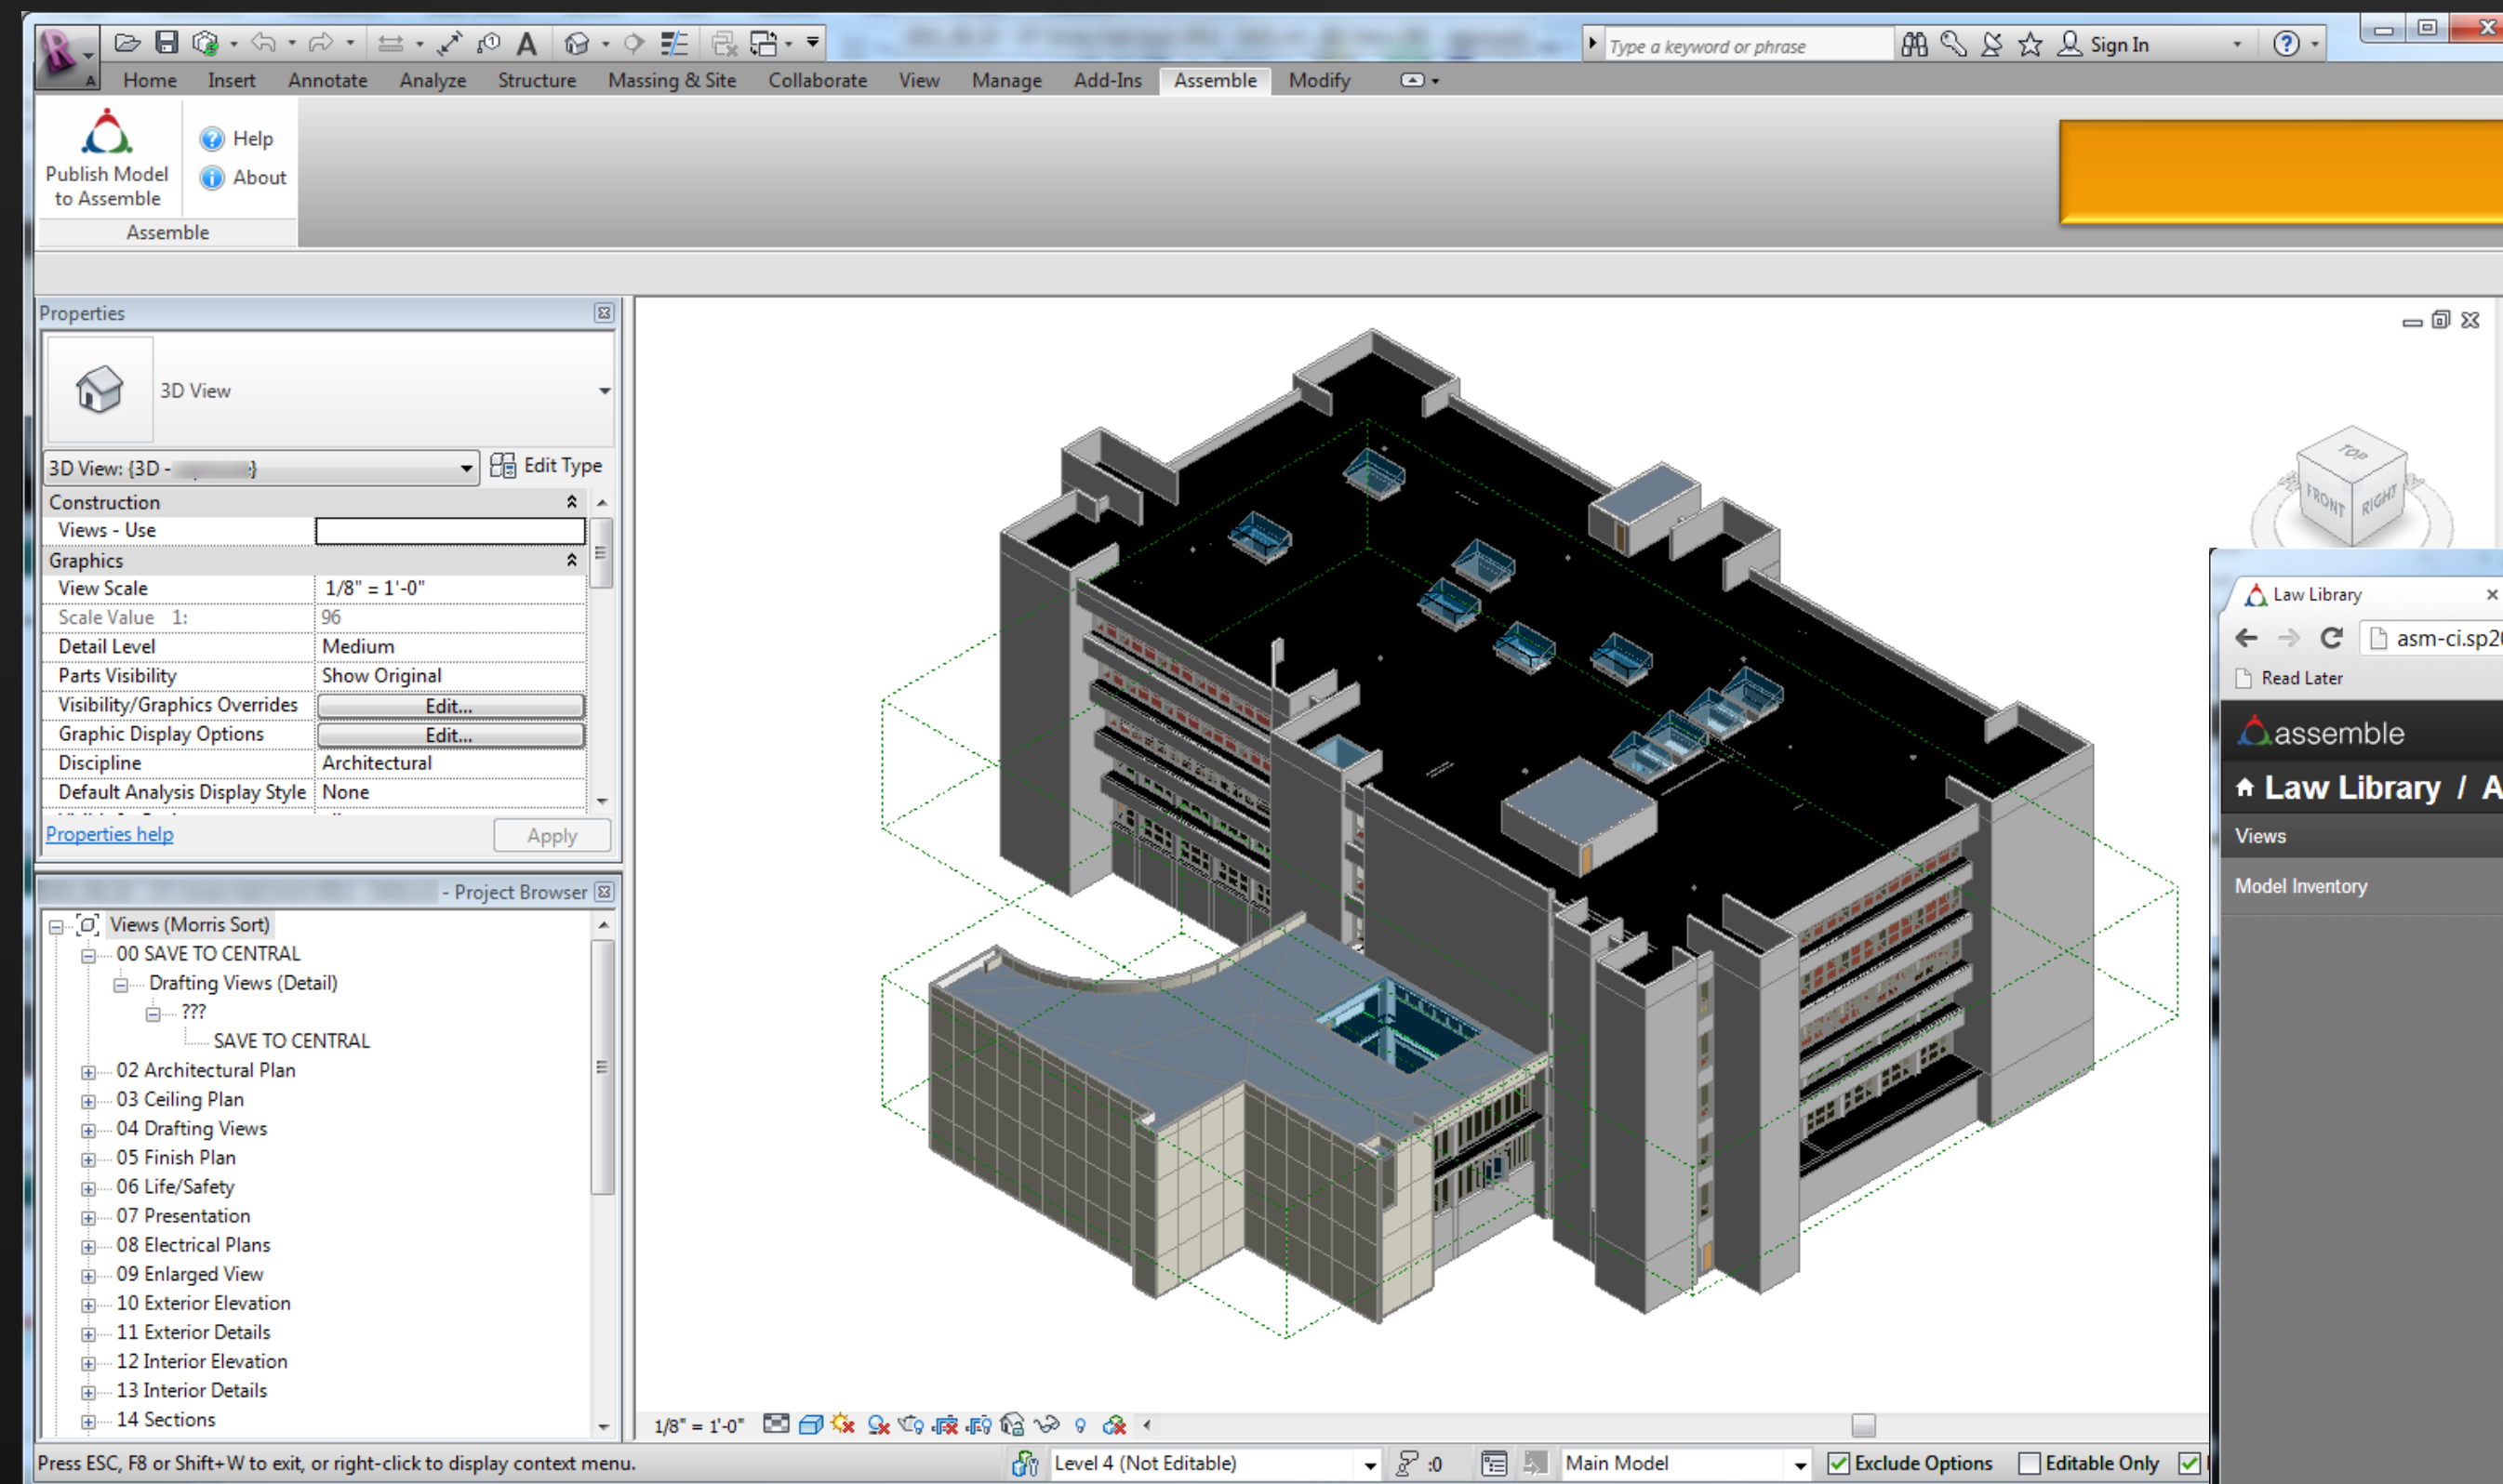 Type a keyword or phrase
Sign In
A
Home Insert Annotate Analyze Structure Massing & Site Collaborate View Manage Add-Ins Assemble Modify
Publish Model
to Assemble
Help
About
Assemble
Properties
3D View
3D View: {3D - }
Edit Type
Construction
Views - Use
Graphics
View Scale 1/8" = 1'-0"
Scale Value 1: 96
Detail Level Medium
Parts Visibility Show Original
Visibility/Graphics Overrides Edit...
Graphic Display Options Edit...
Discipline Architectural
Default Analysis Display Style None
Properties help
Apply
- Project Browser
Views (Morris Sort)
00 SAVE TO CENTRAL
Drafting Views (Detail)
???
SAVE TO CENTRAL
02 Architectural Plan
03 Ceiling Plan
04 Drafting Views
05 Finish Plan
06 Life/Safety
07 Presentation
08 Electrical Plans
09 Enlarged View
10 Exterior Elevation
11 Exterior Details
12 Interior Elevation
13 Interior Details
14 Sections
TOP
FRONT
RIGHT
Law Library
asm-ci.sp20
Read Later
assemble
Law Library / A
Views
Model Inventory
1/8" = 1'-0"
Press ESC, F8 or Shift+W to exit, or right-click to display context menu.
Level 4 (Not Editable)
:0
Main Model
Exclude Options
Editable Only